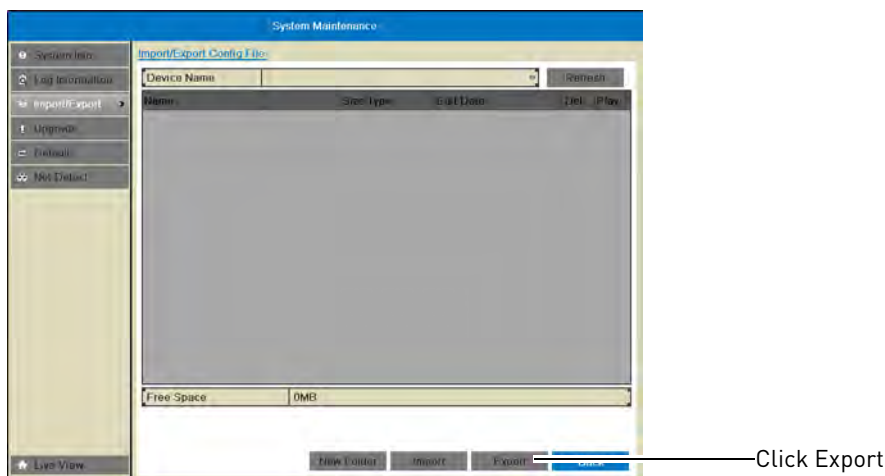 System Maintenance
System Info
Log Information
Import/Export
Upgrade
Default
Net Detect
Live View
Import/Export Config File
Device Name
Refresh
Name Size Type Edit Date Del Play
Free Space 0MB
New Folder Import Export Back
Click Export